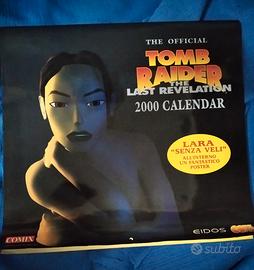 THE OFFICIAL
TOMB
RAIDER
THE
LAST REVELATION
2000 CALENDAR
LARA
"SENZA VELI"
ALL'INTERNO
UN FANTASTICO
POSTER
COMIX
EIDOS
subito